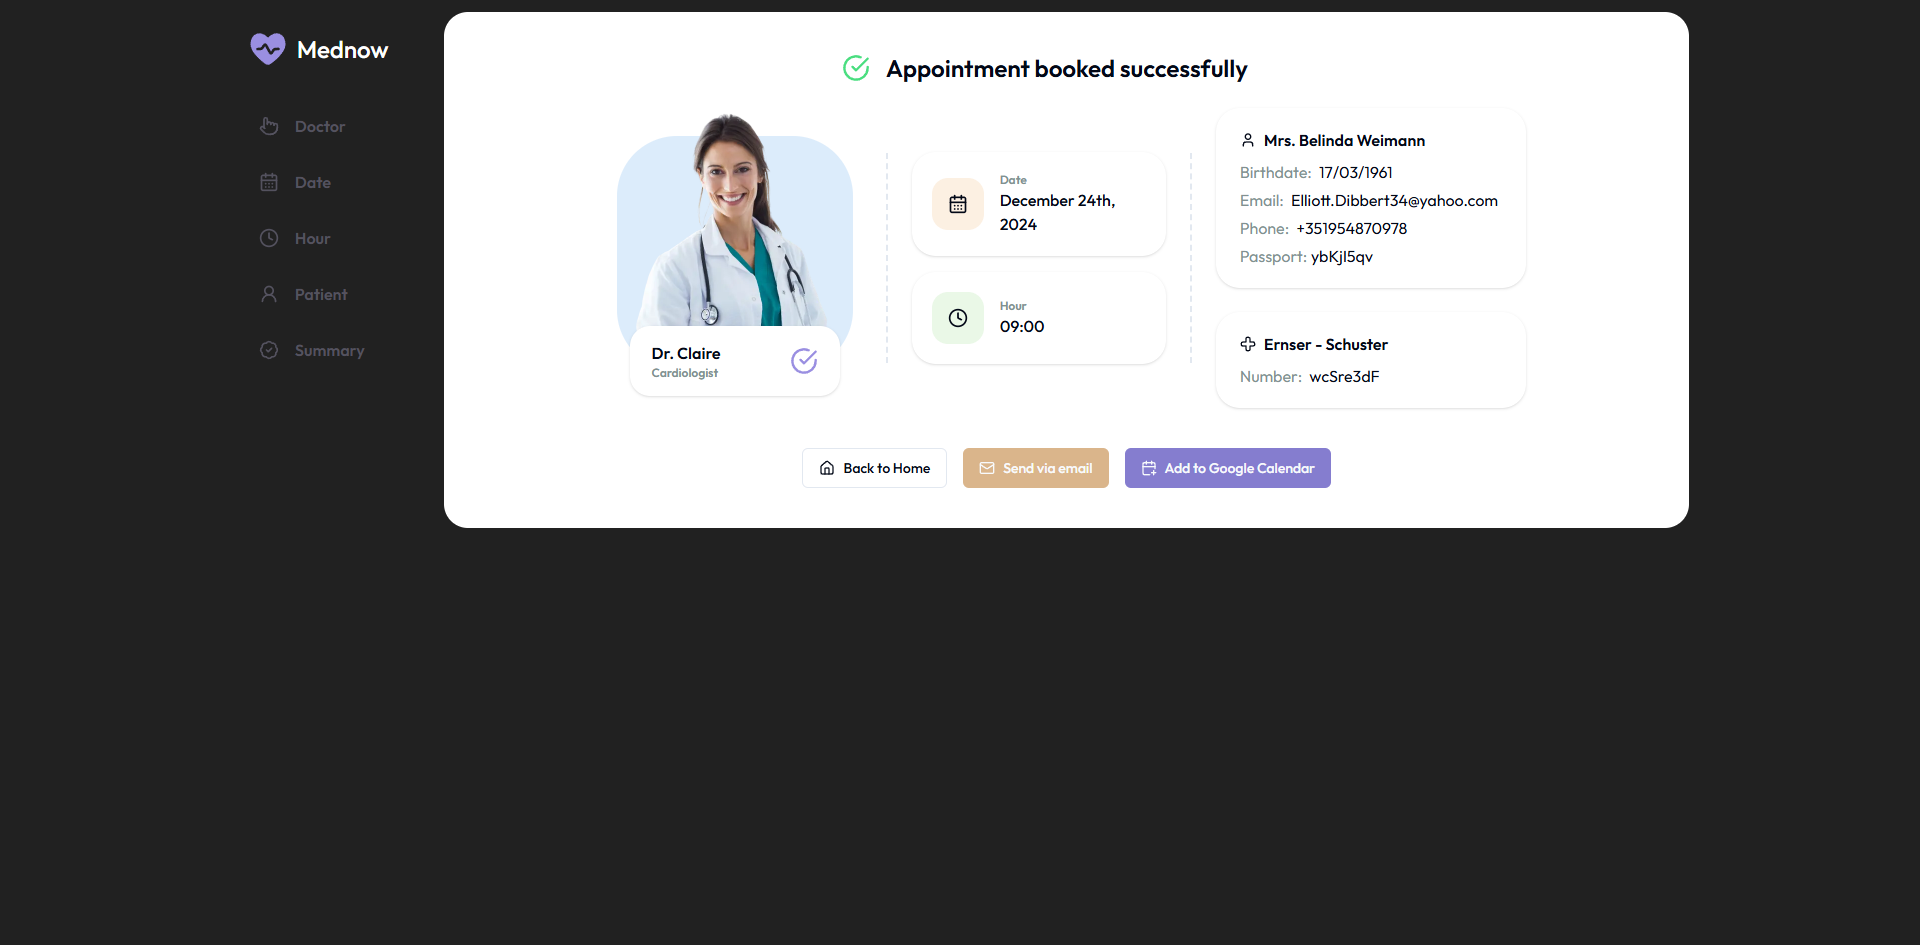 Mednow
Doctor
Date
Hour
Patient
Summary
Appointment booked successfully
Dr. Claire
Cardiologist
Date
December 24th,
2024
Hour
09:00
Mrs. Belinda Weimann
Birthdate: 17/03/1961
Email: Elliott.Dibbert34@yahoo.com
Phone: +351954870978
Passport: ybKjI5qv
Ernser - Schuster
Number: wcSre3dF
Back to Home
Send via email
Add to Google Calendar